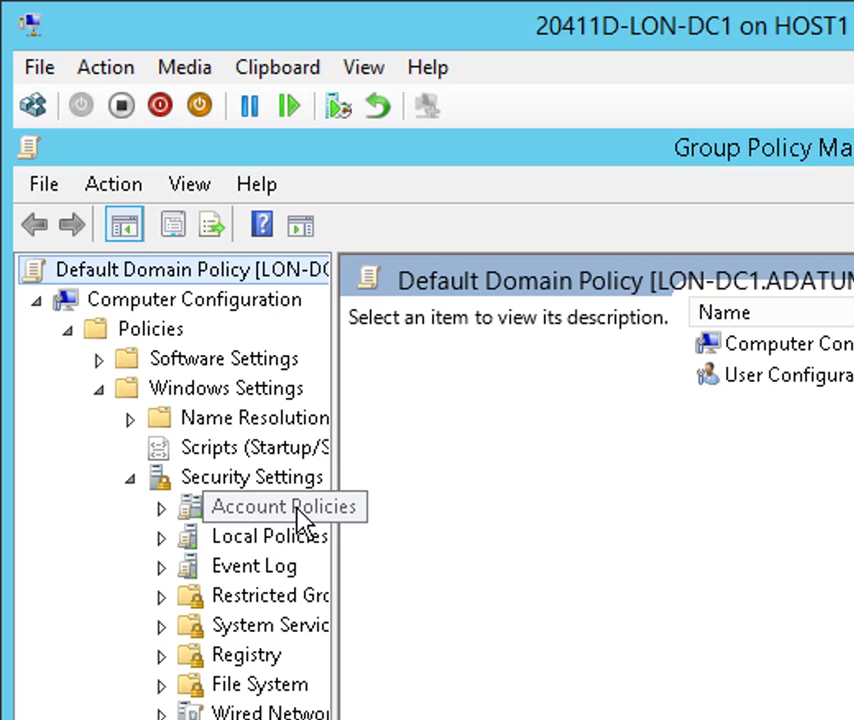 20411D-LON-DC1 on HOST1
File Action Media Clipboard View Help
Group Policy Ma
File Action View Help
Default Domain Policy [LON-DC
Computer Configuration
Policies
Software Settings
Windows Settings
Name Resolution
Scripts (Startup/S
Security Settings
Account Policies
Local Policies
Event Log
Restricted Gro
System Servic
Registry
File System
Wired Networ
Default Domain Policy [LON-DC1.ADATUM
Select an item to view its description.
Name
Computer Con
User Configura